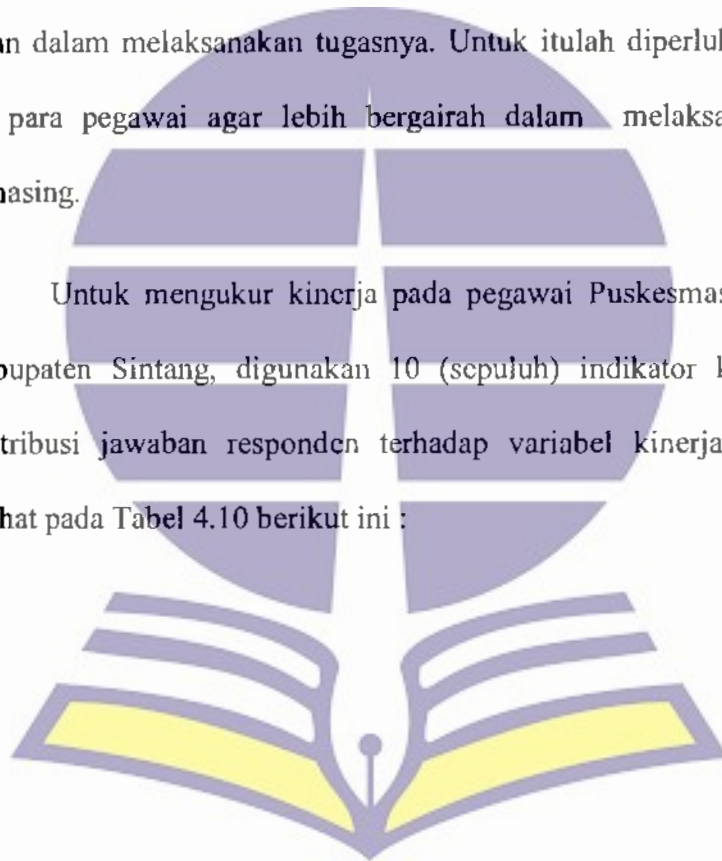 an dalam melaksanakan tugasnya. Untuk itulah diperluk
para pegawai agar lebih bergairah dalam melaksa
nasing.
Untuk mengukur kinerja pada pegawai Puskesmas
bupaten Sintang, digunakan 10 (sepuluh) indikator k
tribusi jawaban responden terhadap variabel kinerja
hat pada Tabel 4.10 berikut ini :